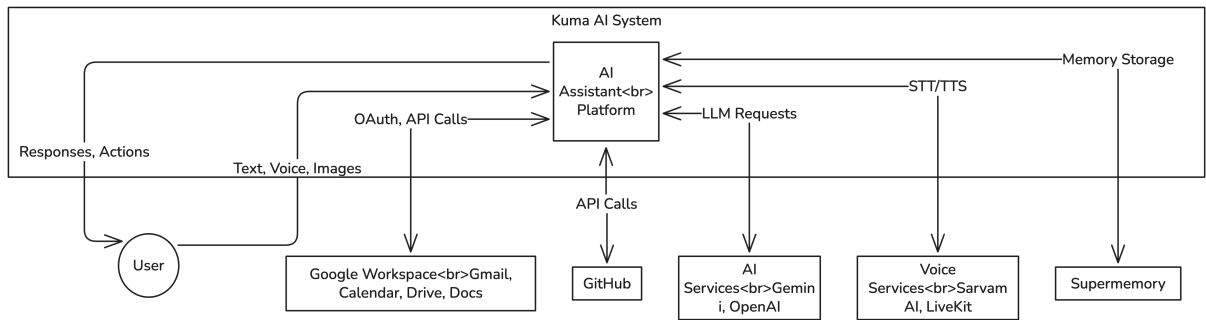 Kuma AI System
AI
Assistant<br>
Platform
Memory Storage
STT/TTS
LLM Requests
OAuth, API Calls
Responses, Actions
Text, Voice, Images
API Calls
User
Google Workspace<br>Gmail,
Calendar, Drive, Docs
GitHub
AI
Services<br>Gemin
i, OpenAI
Voice
Services<br>Sarvam
AI, LiveKit
Supermemory